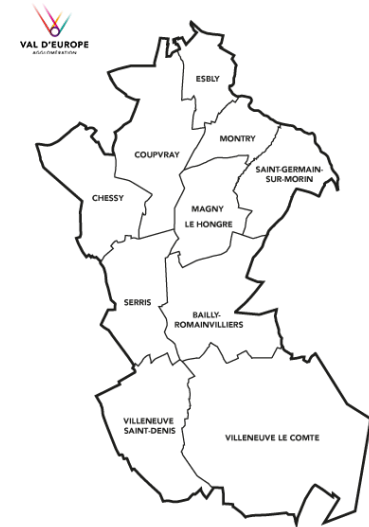 VAL D'EUROPE
AGGLOMÉRATION
ESBLY
MONTRY
COUPVRAY
SAINT-GERMAIN-
SUR-MORIN
CHESSY
MAGNY
LE HONGRE
SERRIS
BAILLY-
ROMAINVILLIERS
VILLENEUVE
SAINT-DENIS
VILLENEUVE LE COMTE